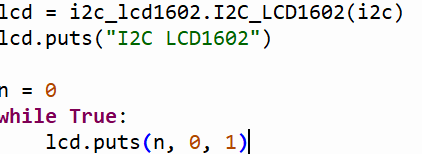 lcd = i2c_lcd1602.I2C_LCD1602(i2c)
lcd.puts("I2C LCD1602")
n = 0
while True:
    lcd.puts(n, 0, 1)